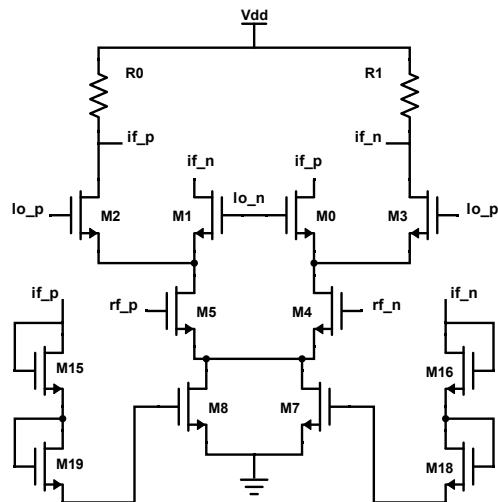 Vdd
R0
R1
if_p
if_n
if_n
if_p
lo_p
M2
M1
lo_n
M0
M3
lo_p
rf_p
M5
M4
rf_n
if_p
if_n
M15
M16
M8
M7
M19
M18